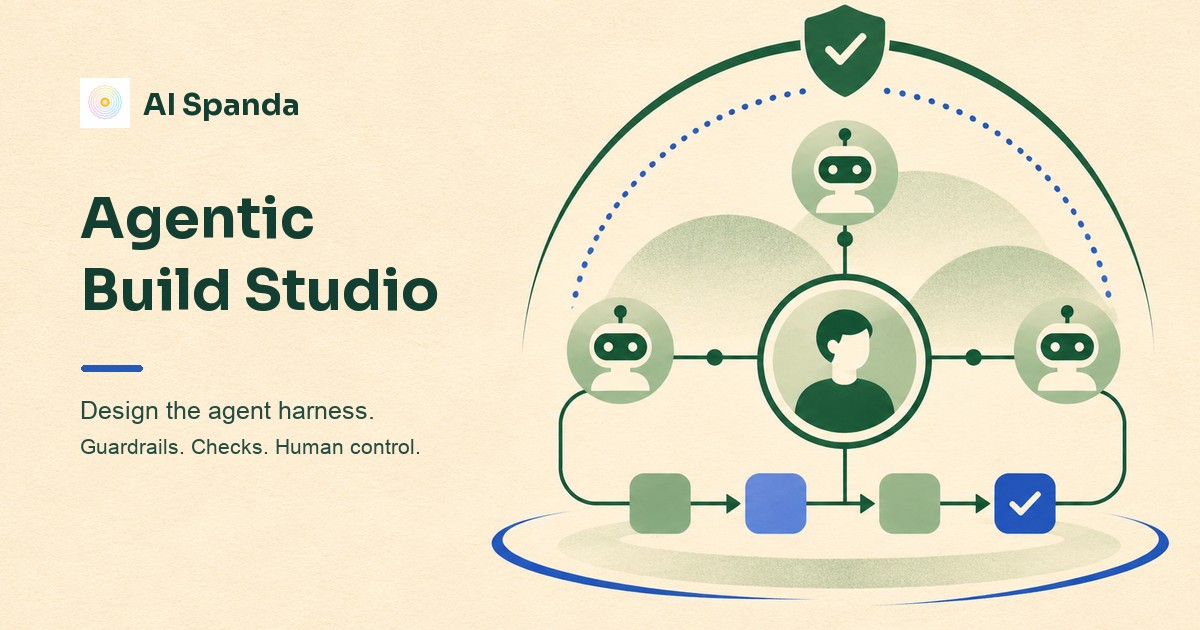 AI Spanda
Agentic
Build Studio
Design the agent harness.
Guardrails. Checks. Human control.